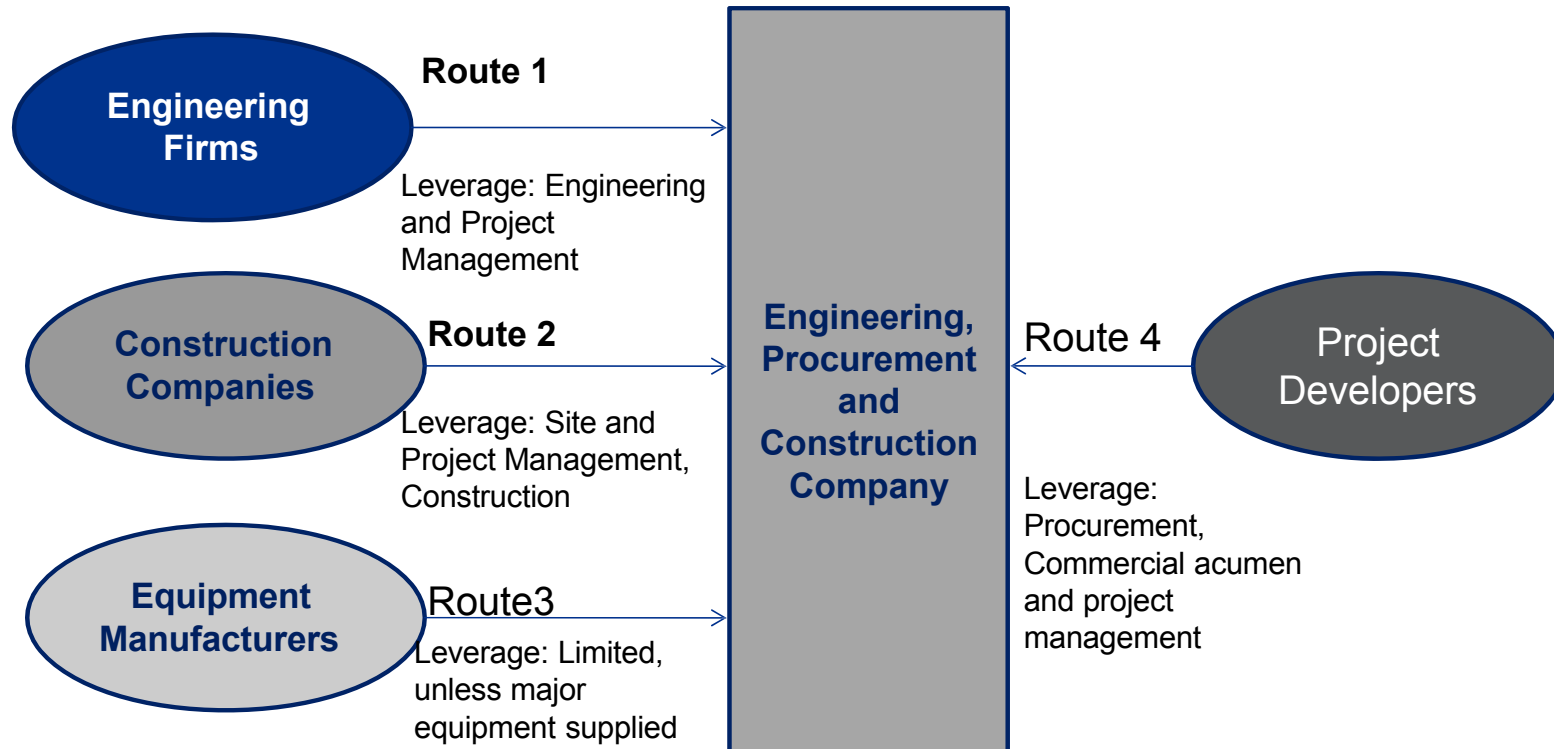 Route 1
Engineering
Firms
Leverage: Engineering
and Project
Management
Route 2
Construction
Companies
Leverage: Site and
Project Management,
Construction
Route3
Equipment
Manufacturers
Leverage: Limited,
unless major
equipment supplied
Engineering,
Procurement
and
Construction
Company
Route 4
Project
Developers
Leverage:
Procurement,
Commercial acumen
and project
management